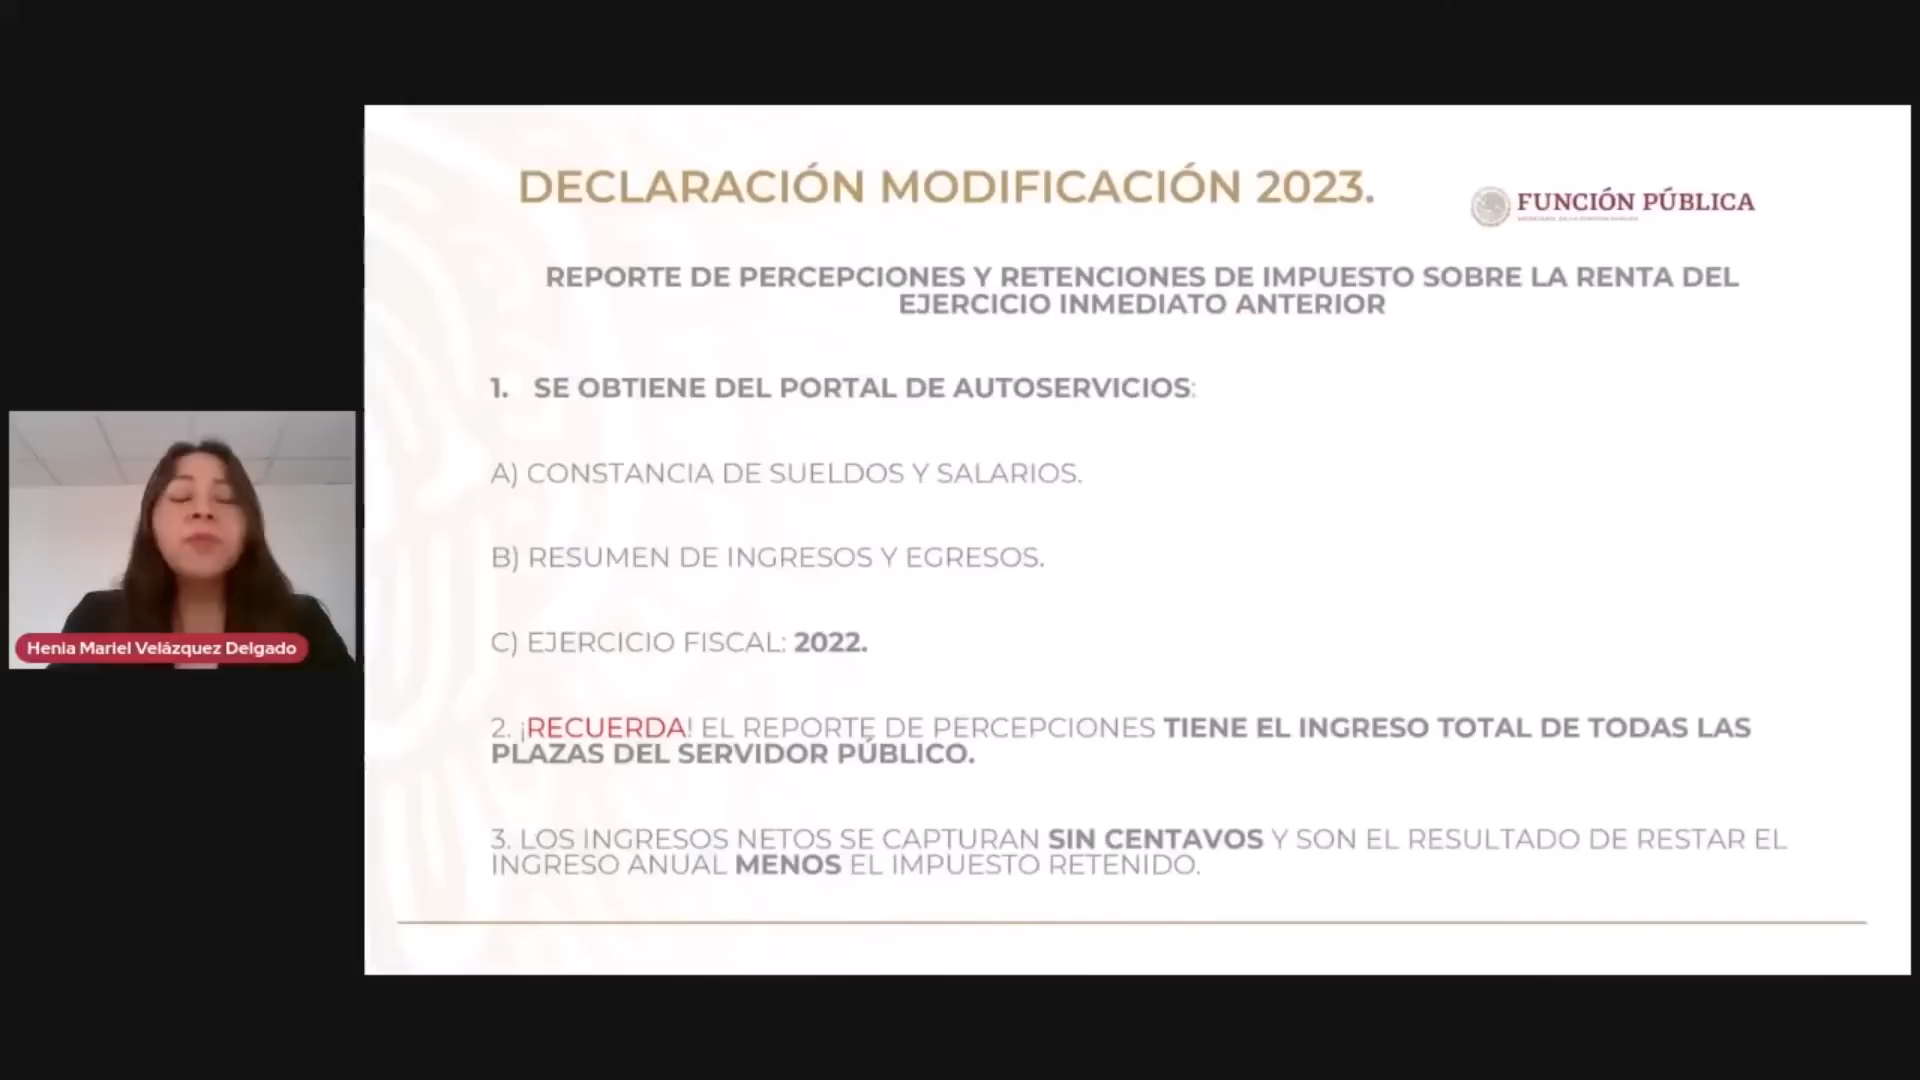 DECLARACIÓN MODIFICACIÓN 2023.
FUNCIÓN PÚBLICA
REPORTE DE PERCEPCIONES Y RETENCIONES DE IMPUESTO SOBRE LA RENTA DEL
EJERCICIO INMEDIATO ANTERIOR
1. SE OBTIENE DEL PORTAL DE AUTOSERVICIOS:
A) CONSTANCIA DE SUELDOS Y SALARIOS.
B) RESUMEN DE INGRESOS Y EGRESOS.
C) EJERCICIO FISCAL: 2022.
2. ¡RECUERDA! EL REPORTE DE PERCEPCIONES TIENE EL INGRESO TOTAL DE TODAS LAS
PLAZAS DEL SERVIDOR PÚBLICO.
3. LOS INGRESOS NETOS SE CAPTURAN SIN CENTAVOS Y SON EL RESULTADO DE RESTAR EL
INGRESO ANUAL MENOS EL IMPUESTO RETENIDO.
Henia Mariel Velázquez Delgado